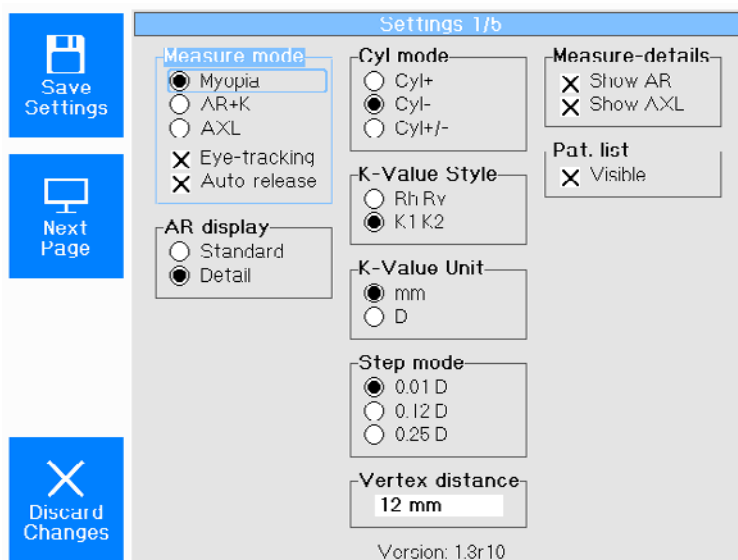 Settings 1/5
Save
Settings
Next
Page
Discard
Changes
Measure mode
Myopia
AR+K
AXL
Eye-tracking
Auto release
AR display
Standard
Detail
Cyl mode
Cyl+
Cyl-
Cyl+/-
K-Value Style
Rh Rv
K1 K2
K-Value Unit
mm
D
Step mode
0.01 D
0.12 D
0.25 D
Vertex distance
12 mm
Version: 1.3r10
Measure-details
Show AR
Show AXL
Pat. list
Visible